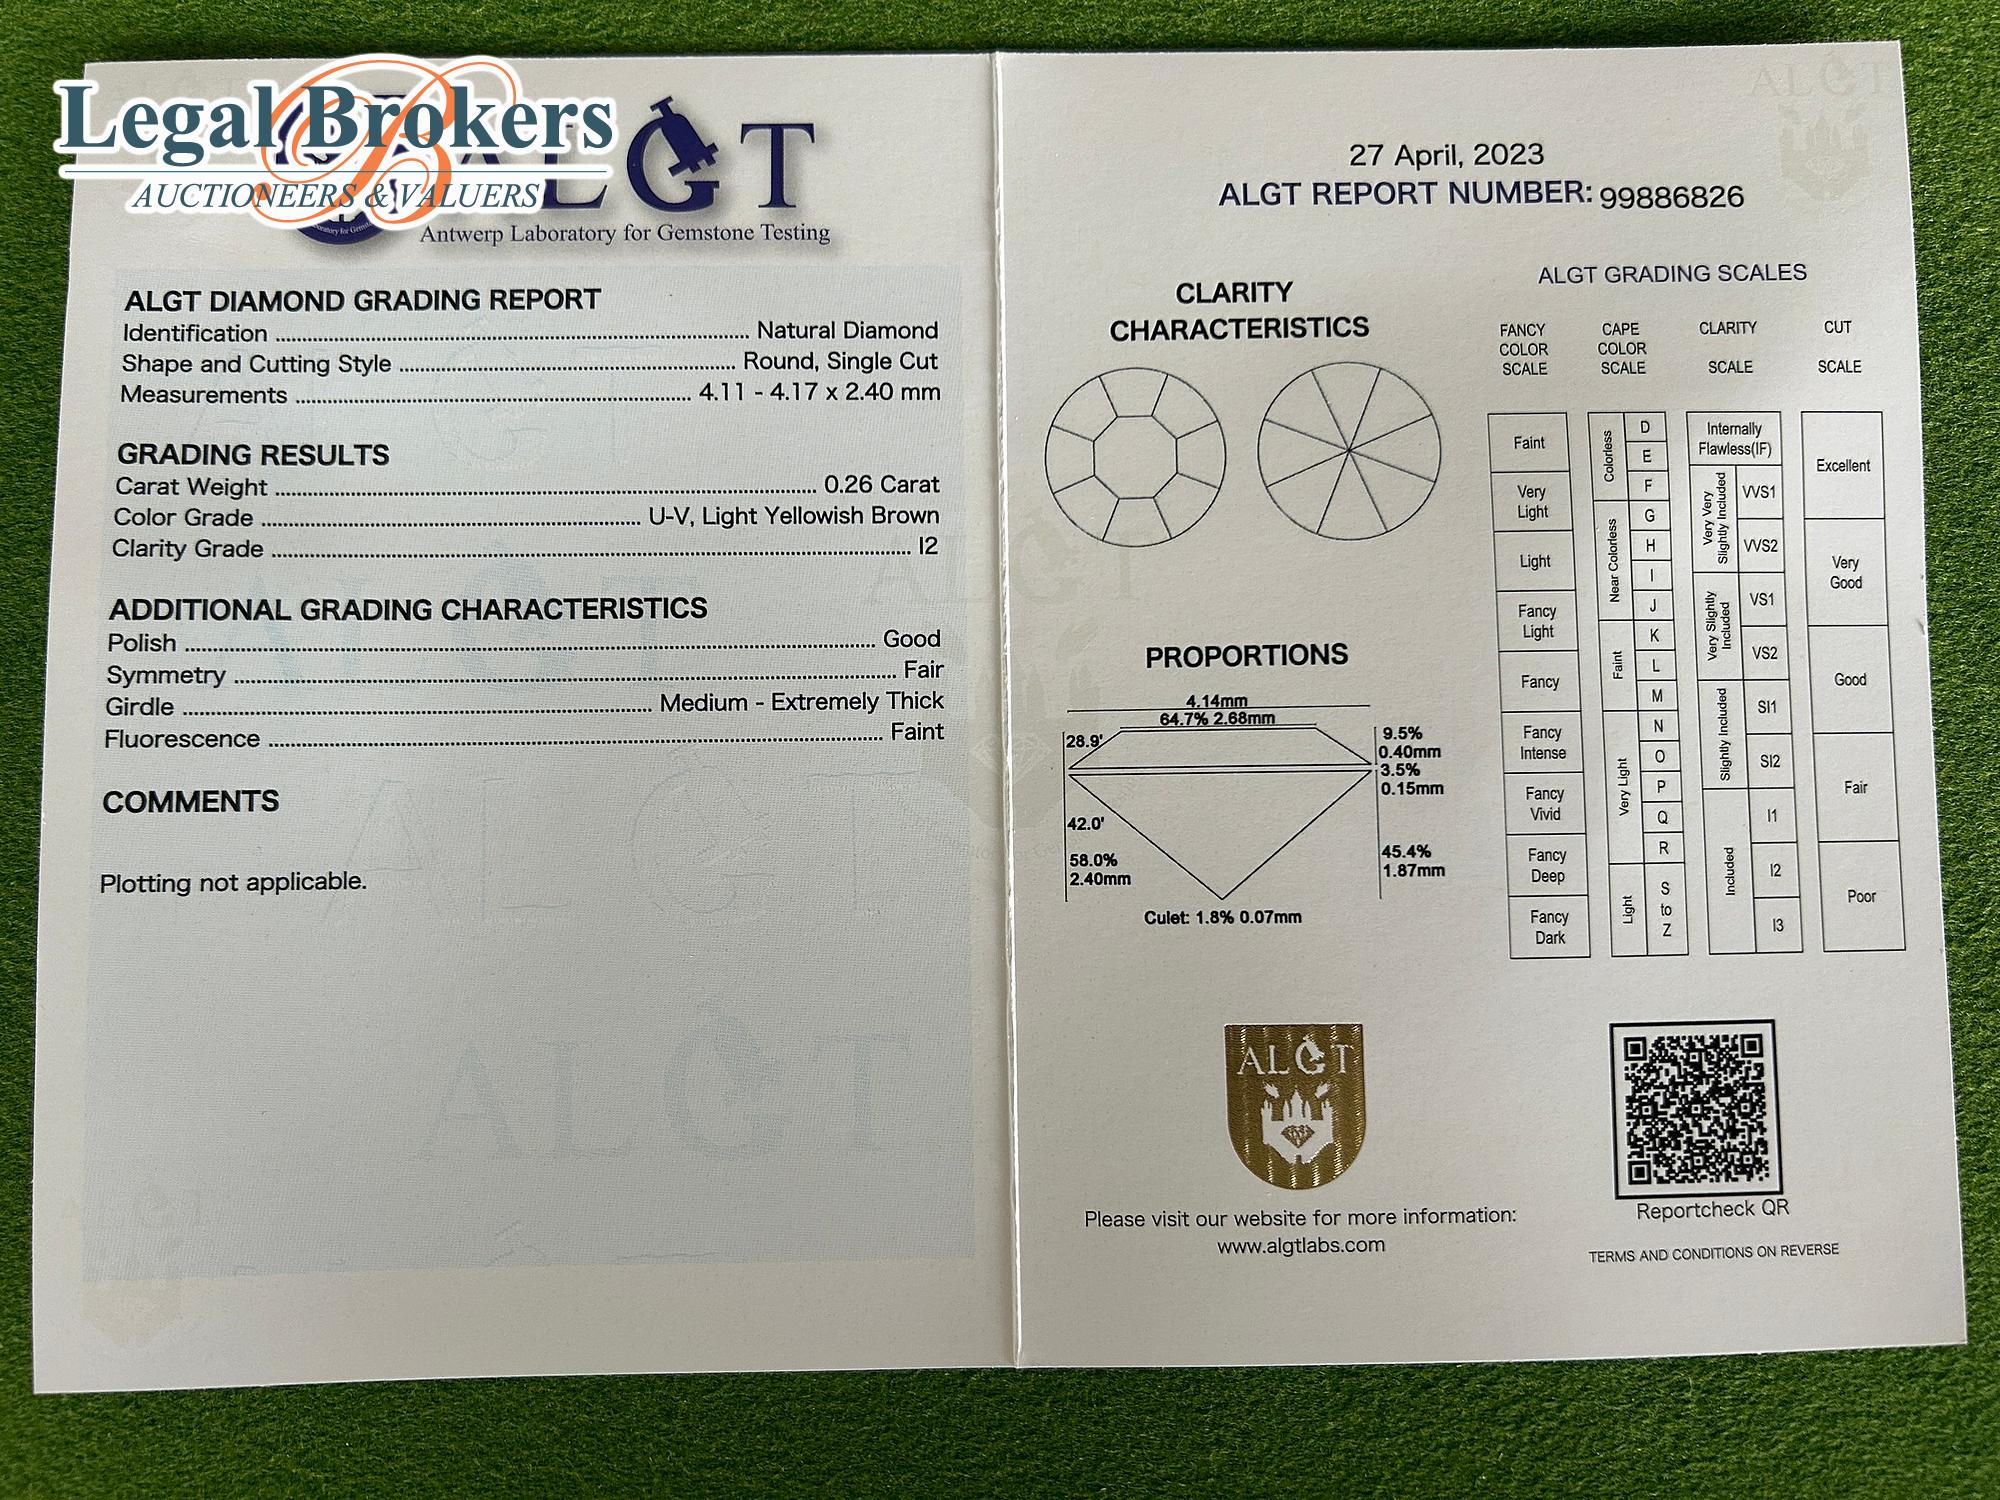 Legal Brokers
AUCTIONEERS & VALUERS
ALGT
Antwerp Laboratory for Gemstone Testing
ALGT DIAMOND GRADING REPORT
Identification ........ Natural Diamond
Shape and Cutting Style ........ Round, Single Cut
Measurements ........ 4.11 - 4.17 x 2.40 mm
GRADING RESULTS
Carat Weight ........ 0.26 Carat
Color Grade ........ U-V, Light Yellowish Brown
Clarity Grade ........ I2
ADDITIONAL GRADING CHARACTERISTICS
Polish ........ Good
Symmetry ........ Fair
Girdle ........ Medium - Extremely Thick
Fluorescence ........ Faint
COMMENTS
Plotting not applicable.
27 April, 2023
ALGT REPORT NUMBER: 99886826
CLARITY
CHARACTERISTICS
PROPORTIONS
4.14mm
64.7% 2.68mm
28.9'
9.5%
0.40mm
3.5%
0.15mm
42.0'
58.0%
2.40mm
45.4%
1.87mm
Culet: 1.8% 0.07mm
ALGT GRADING SCALES
FANCY
COLOR
SCALE
Faint
Very
Light
Light
Fancy
Light
Fancy
Fancy
Intense
Fancy
Vivid
Fancy
Deep
Fancy
Dark
CAPE
COLOR
SCALE
Colorless
D
E
F
Near Colorless
G
H
I
J
Faint
K
L
M
Very Light
N
O
P
Q
R
Light
S
to
Z
CLARITY
SCALE
Internally
Flawless(IF)
Very Very
Slightly Included
VVS1
VVS2
Very Slightly
Included
VS1
VS2
Slightly Included
SI1
SI2
Included
I1
I2
I3
CUT
SCALE
Excellent
Very
Good
Good
Fair
Poor
ALGT
Please visit our website for more information:
www.algtlabs.com
Reportcheck QR
TERMS AND CONDITIONS ON REVERSE